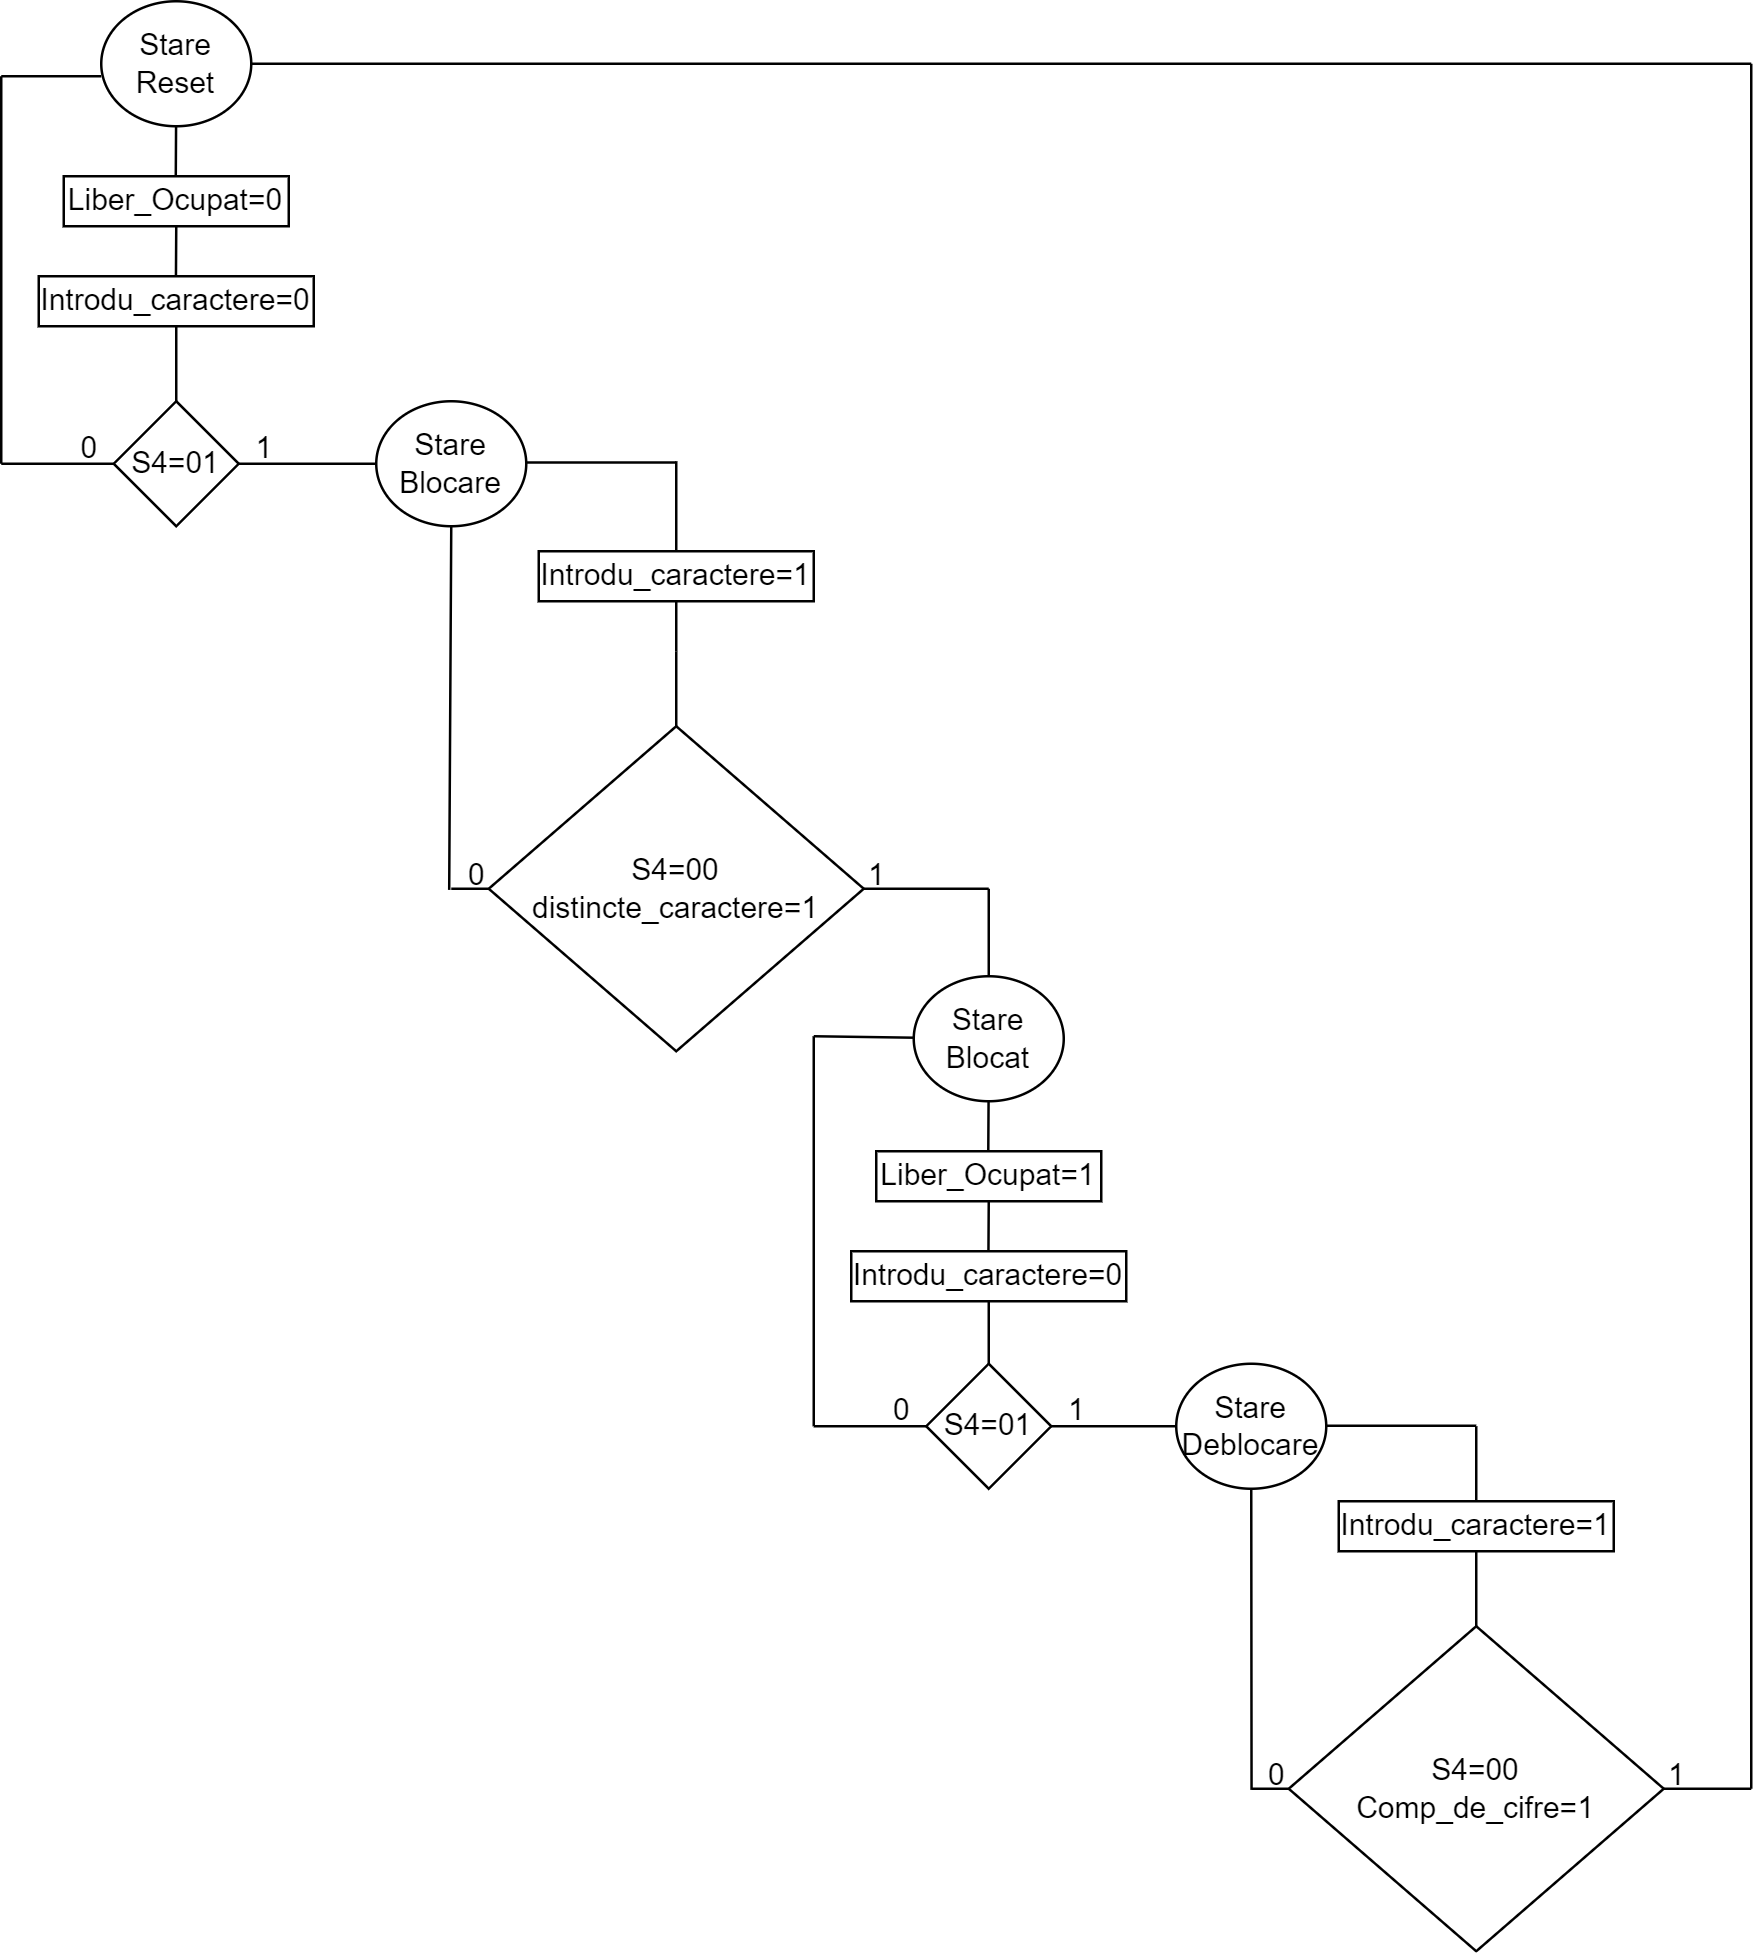 Stare
Reset
Liber_Ocupat=0
Introdu_caractere=0
0
S4=01
1
Stare
Blocare
Introdu_caractere=1
0
S4=00
distincte_caractere=1
1
Stare
Blocat
Liber_Ocupat=1
Introdu_caractere=0
0
S4=01
1
Stare
Deblocare
Introdu_caractere=1
0
S4=00
Comp_de_cifre=1
1